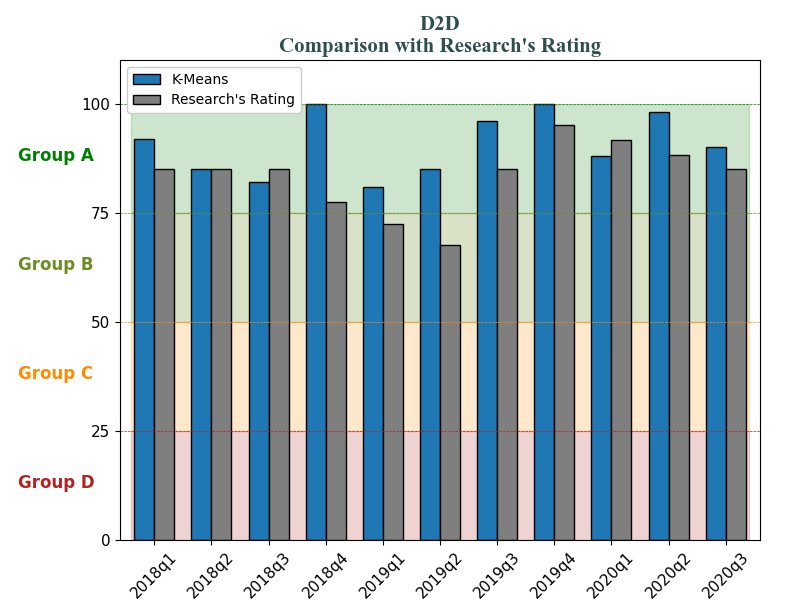 D2D
Comparison with Research's Rating
K-Means
Research's Rating
100
Group A
75
Group B
50
Group C
25
Group D
0
2018q1 2018q2 2018q3 2018q4 2019q1 2019q2 2019q3 2019q4 2020q1 2020q2 2020q3